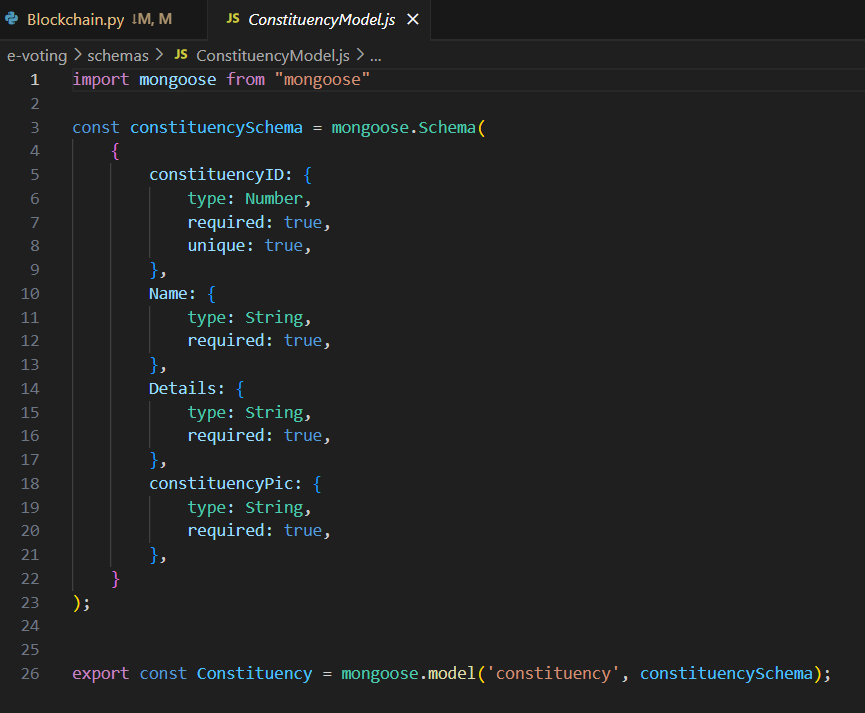 Blockchain.py ↓M, M JS ConstituencyModel.js ×
e-voting > schemas > JS ConstituencyModel.js > ...
1 import mongoose from "mongoose"
2
3 const constituencySchema = mongoose.Schema(
4     {
5         constituencyID: {
6             type: Number,
7             required: true,
8             unique: true,
9         },
10         Name: {
11             type: String,
12             required: true,
13         },
14         Details: {
15             type: String,
16             required: true,
17         },
18         constituencyPic: {
19             type: String,
20             required: true,
21         },
22     }
23 );
24
25
26 export const Constituency = mongoose.model('constituency', constituencySchema);